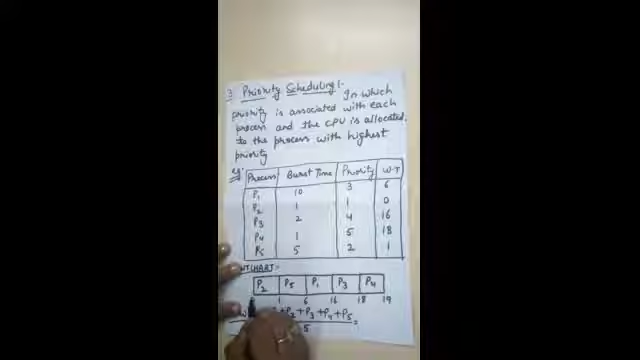 3 Priority Scheduling :-
In which
priority is associated with each
process and the CPU is allocated
to the process with highest
priority
eg:
Process Burst Time Priority W.T
P1 10 3 6
P2 1 1 0
P3 2 4 16
P4 1 5 18
P5 5 2 1
NTCHART:-
P2 P5 P1 P3 P4
1 6 16 18 19
+ P2 + P3 + P4 + P5 =
5